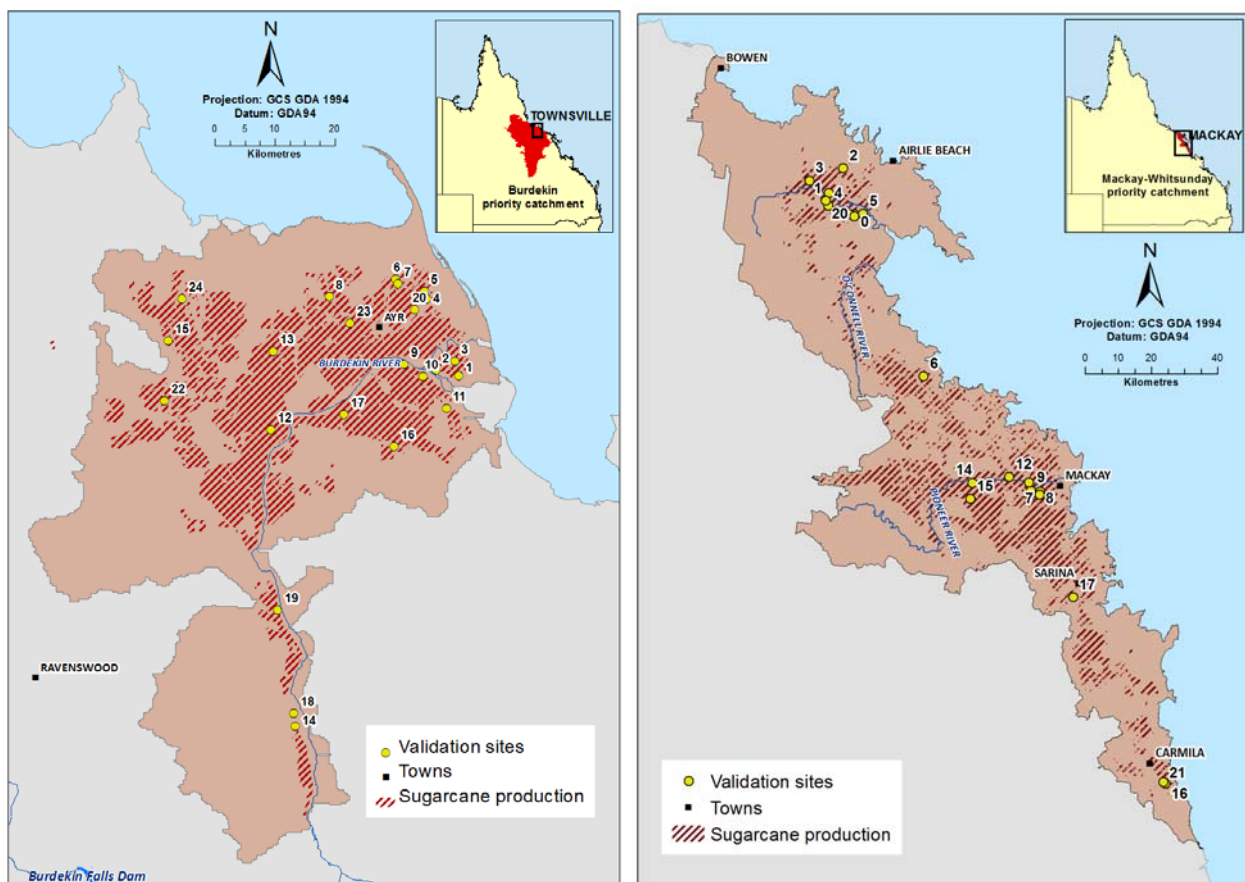 N
Projection: GCS GDA 1994
Datum: GDA94
0 5 10 20
Kilometres
TOWNSVILLE
Burdekin
priority catchment
24
8
6
7
5
20
4
23
AYR
15
13
BURDEKIN RIVER
9
10
2
3
1
22
12
17
11
16
19
RAVENSWOOD
18
14
Validation sites
Towns
Sugarcane production
Burdekin Falls Dam
BOWEN
MACKAY
Mackay-Whitsunday
priority catchment
AIRLIE BEACH
3
2
1
4
5
20
0
O'CONNELL RIVER
N
Projection: GCS GDA 1994
Datum: GDA94
0 5 10 20 40
Kilometres
6
14
12
15
9
MACKAY
7
8
PIONEER RIVER
SARINA
17
CARMILA
21
16
Validation sites
Towns
Sugarcane production